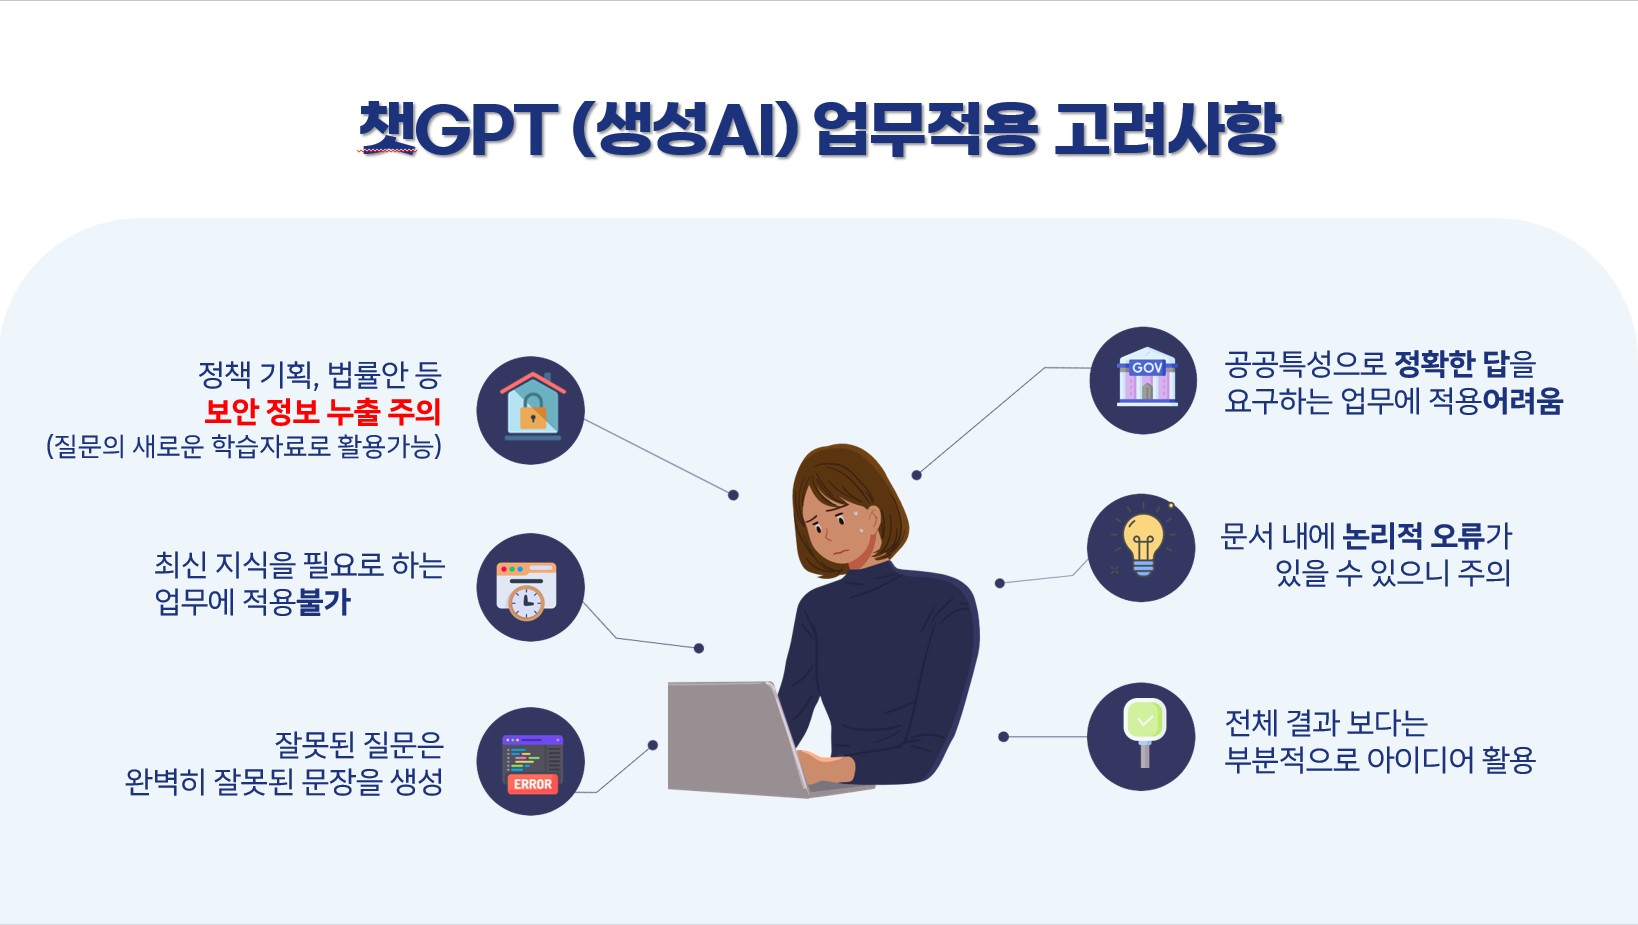 챗GPT (생성AI) 업무적용 고려사항
정책 기획, 법률안 등
보안 정보 누출 주의
(질문의 새로운 학습자료로 활용가능)
최신 지식을 필요로 하는
업무에 적용불가
잘못된 질문은
완벽히 잘못된 문장을 생성
ERROR
GOV
공공특성으로 정확한 답을
요구하는 업무에 적용어려움
문서 내에 논리적 오류가
있을 수 있으니 주의
전체 결과 보다는
부분적으로 아이디어 활용